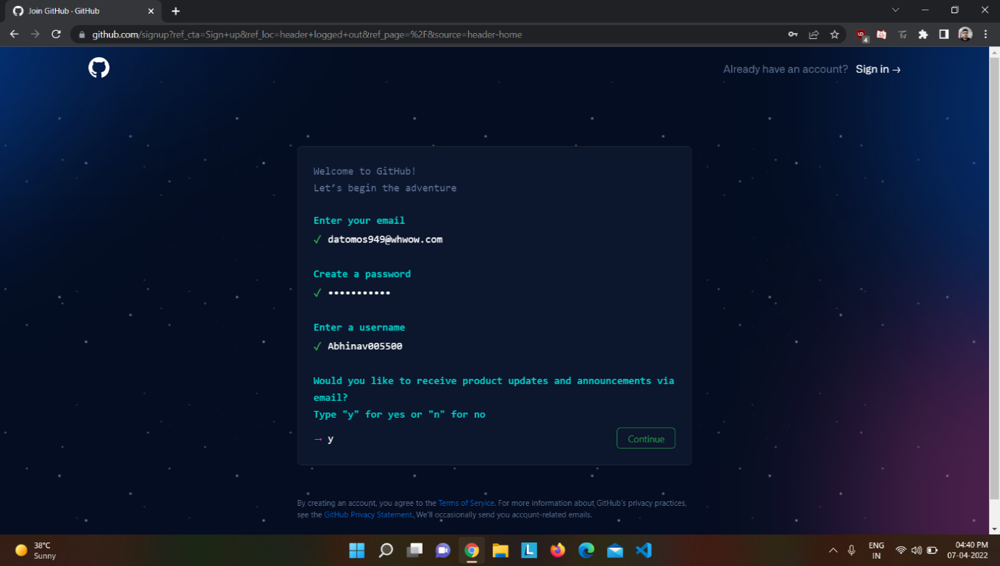 Join GitHub · GitHub
github.com/signup?ref_cta=Sign+up&ref_loc=header+logged+out&ref_page=%2F&source=header-home
4
Already have an account? Sign in →
Welcome to GitHub!
Let's begin the adventure
Enter your email
✓ datomos949@whwow.com
Create a password
✓ •••••••••••
Enter a username
✓ Abhinav005500
Would you like to receive product updates and announcements via
email?
Type "y" for yes or "n" for no
→ y
Continue
By creating an account, you agree to the Terms of Service. For more information about GitHub's privacy practices,
see the GitHub Privacy Statement. We'll occasionally send you account-related emails.
38°C
Sunny
L
ENG
IN
04:40 PM
07-04-2022